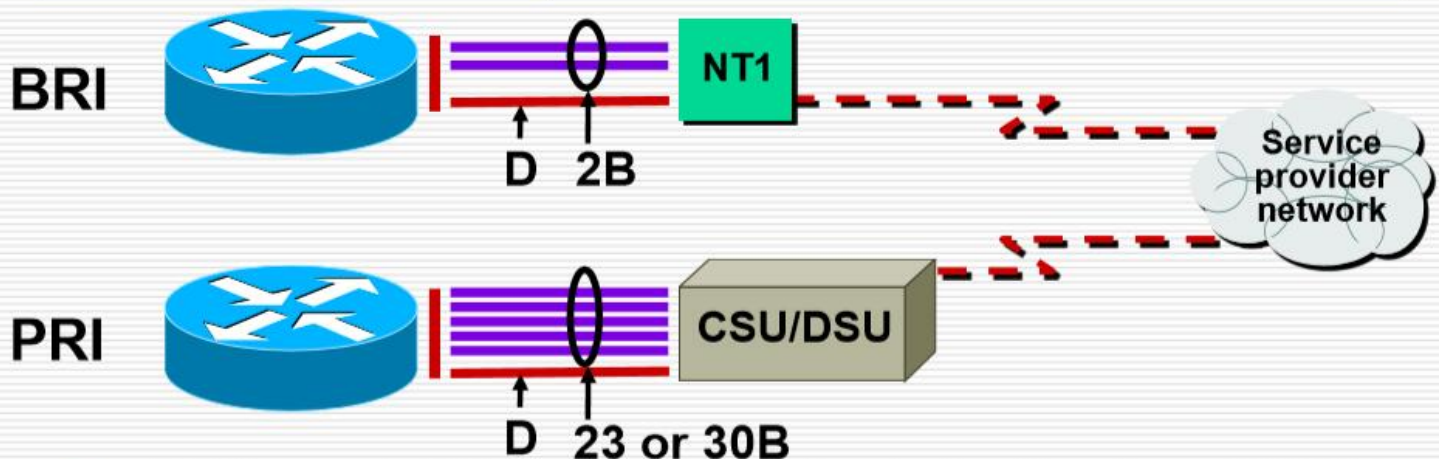 BRI
NT1
D
2B
Service
provider
network
PRI
CSU/DSU
D
23 or 30B